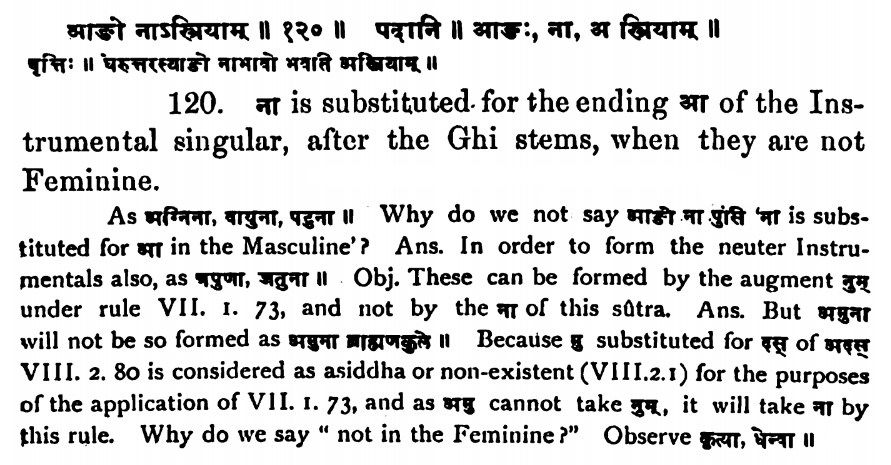 आङो नाऽस्त्रियाम् ॥ १२० ॥ पदानि ॥ आङः, ना, अ स्त्रियाम् ॥
वृत्तिः ॥ घेरुत्तरस्याङो नाभावो भवति अस्त्रियाम् ॥
120. ना is substituted for the ending आ of the Ins-
trumental singular, after the Ghi stems, when they are not
Feminine.
As अग्निना, वायुना, पटुना ॥ Why do we not say आङो ना पुंसि 'ना is subs-
tituted for आ in the Masculine'? Ans. In order to form the neuter Instru-
mentals also, as त्रपुणा, जतुना ॥ Obj. These can be formed by the augment नुम्
under rule VII. 1. 73, and not by the ना of this sûtra. Ans. But अमुना
will not be so formed as अमुना ब्राह्मणकुले ॥ Because मु substituted for दस् of अदस्
VIII. 2. 80 is considered as asiddha or non-existent (VIII.2.1) for the purposes
of the application of VII. 1. 73, and as अमु cannot take नुम्, it will take ना by
this rule. Why do we say " not in the Feminine?" Observe कृत्या, धेन्वा ॥